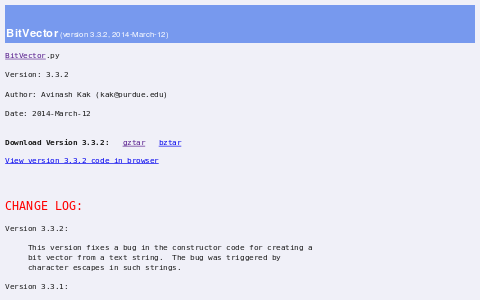 BitVector (version 3.3.2, 2014-March-12)
BitVector.py
Version: 3.3.2
Author: Avinash Kak (kak@purdue.edu)
Date: 2014-March-12
Download Version 3.3.2: gztar bztar
View version 3.3.2 code in browser
CHANGE LOG:
Version 3.3.2:
This version fixes a bug in the constructor code for creating a
bit vector from a text string. The bug was triggered by
character escapes in such strings.
Version 3.3.1: